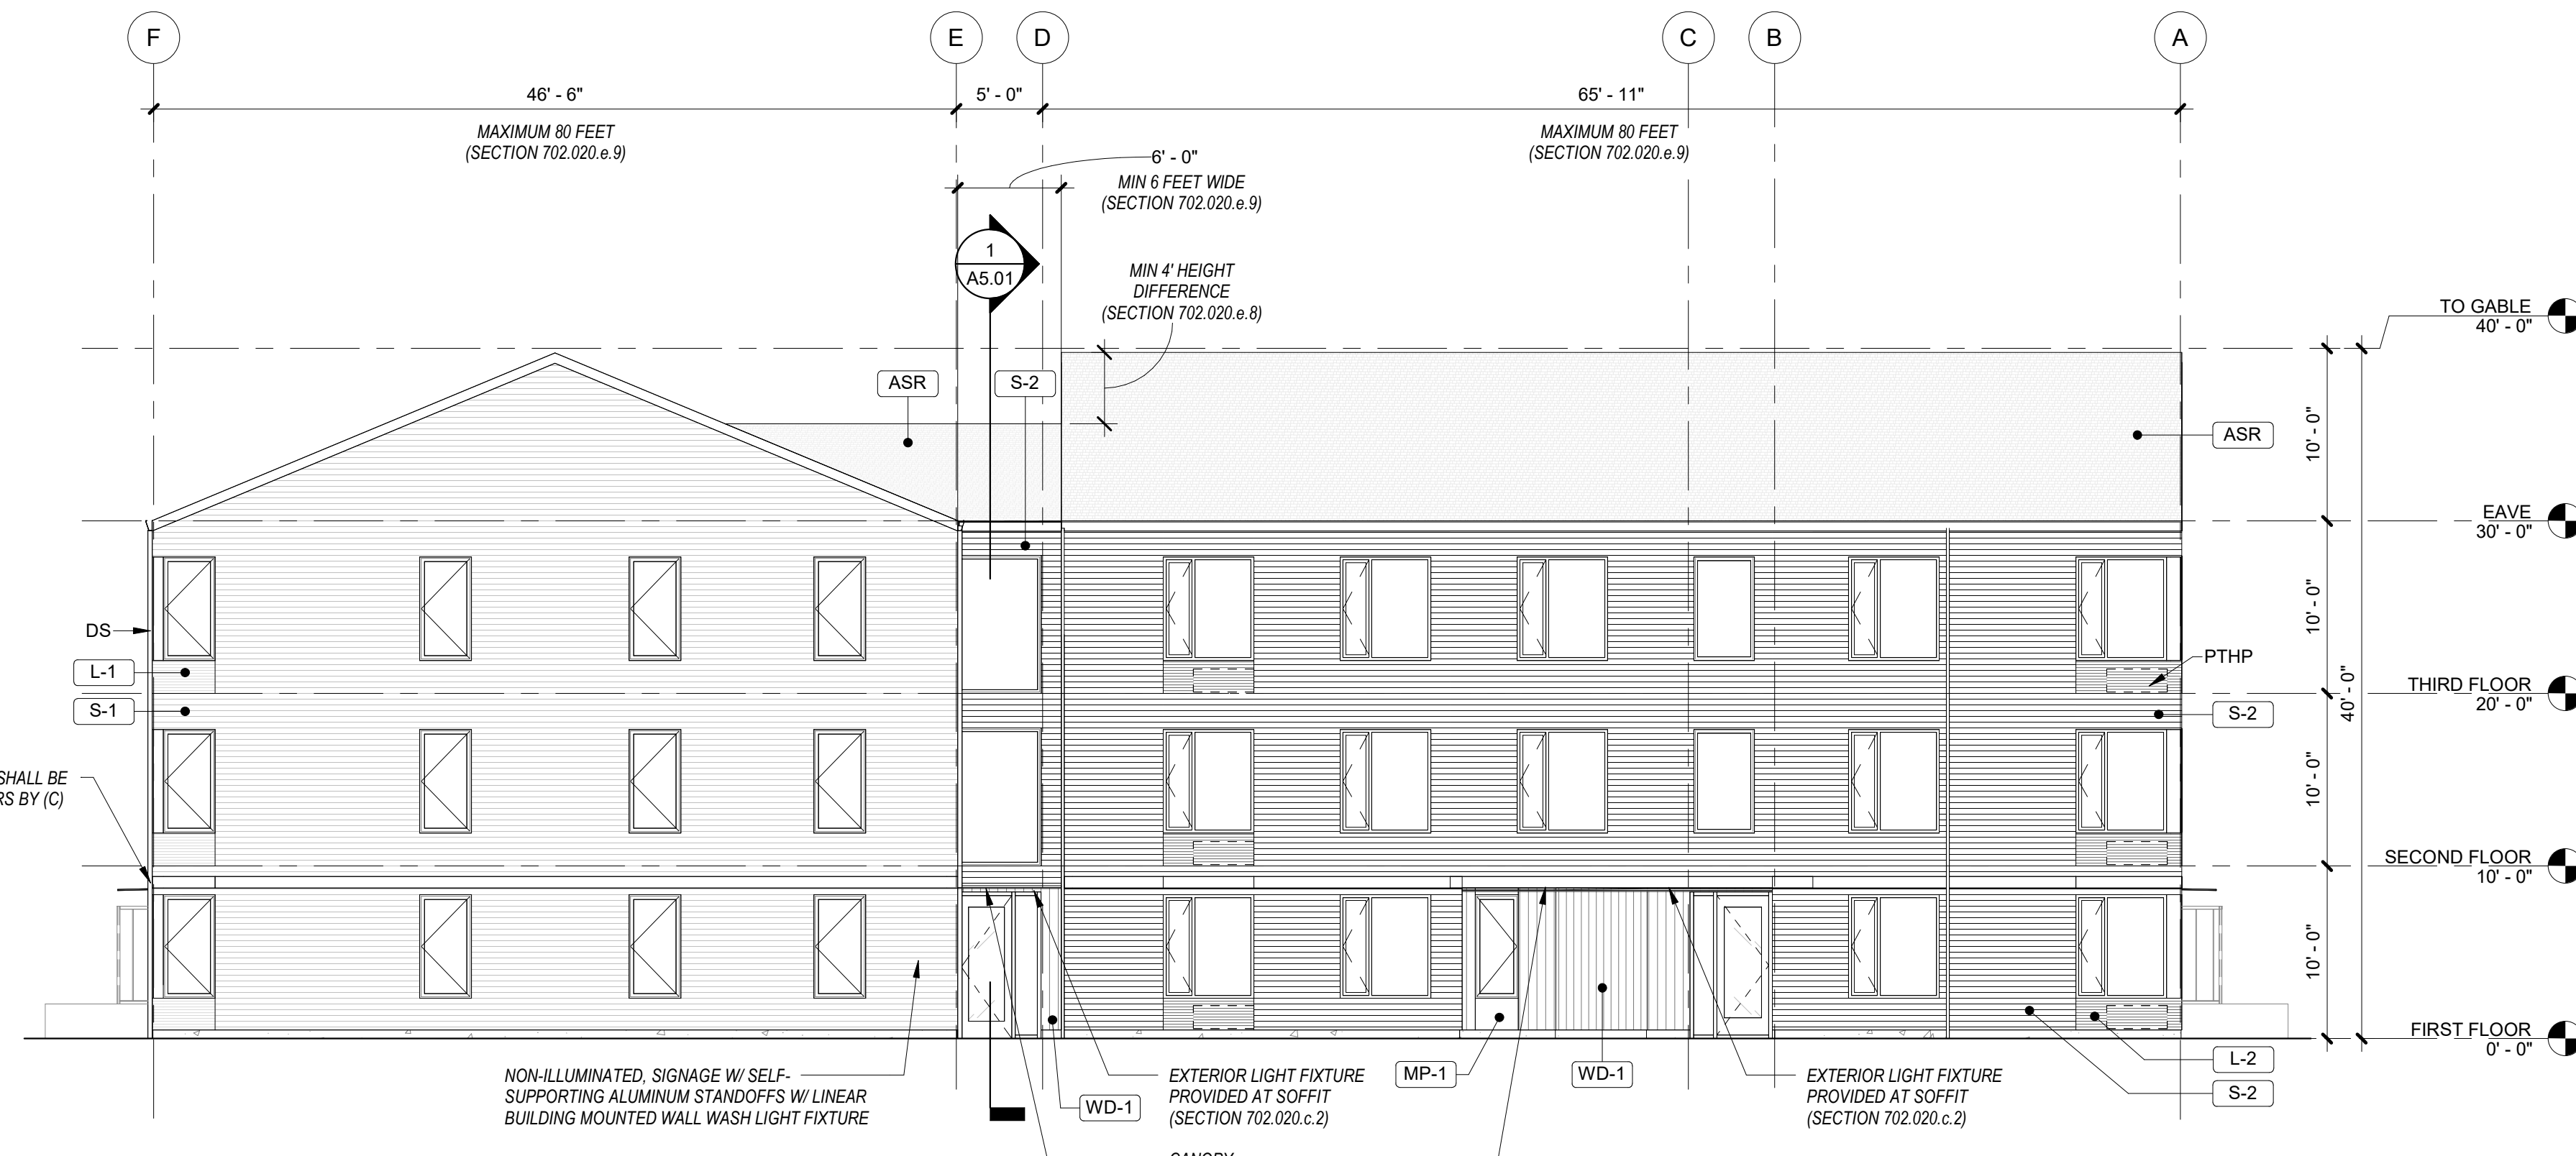 F
E
D
C
B
A
46' - 6"
5' - 0"
65' - 11"
MAXIMUM 80 FEET
(SECTION 702.020.e.9)
MAXIMUM 80 FEET
(SECTION 702.020.e.9)
6' - 0"
MIN 6 FEET WIDE
(SECTION 702.020.e.9)
1
A5.01
MIN 4' HEIGHT
DIFFERENCE
(SECTION 702.020.e.8)
TO GABLE
40' - 0"
ASR
S-2
ASR
10' - 0"
EAVE
30' - 0"
10' - 0"
DS
L-1
S-1
PTHP
THIRD FLOOR
20' - 0"
40' - 0"
S-2
SHALL BE
RS BY (C)
10' - 0"
SECOND FLOOR
10' - 0"
10' - 0"
FIRST FLOOR
0' - 0"
L-2
S-2
NON-ILLUMINATED, SIGNAGE W/ SELF-
SUPPORTING ALUMINUM STANDOFFS W/ LINEAR
BUILDING MOUNTED WALL WASH LIGHT FIXTURE
WD-1
EXTERIOR LIGHT FIXTURE
PROVIDED AT SOFFIT
(SECTION 702.020.c.2)
MP-1
WD-1
EXTERIOR LIGHT FIXTURE
PROVIDED AT SOFFIT
(SECTION 702.020.c.2)
CANOPY